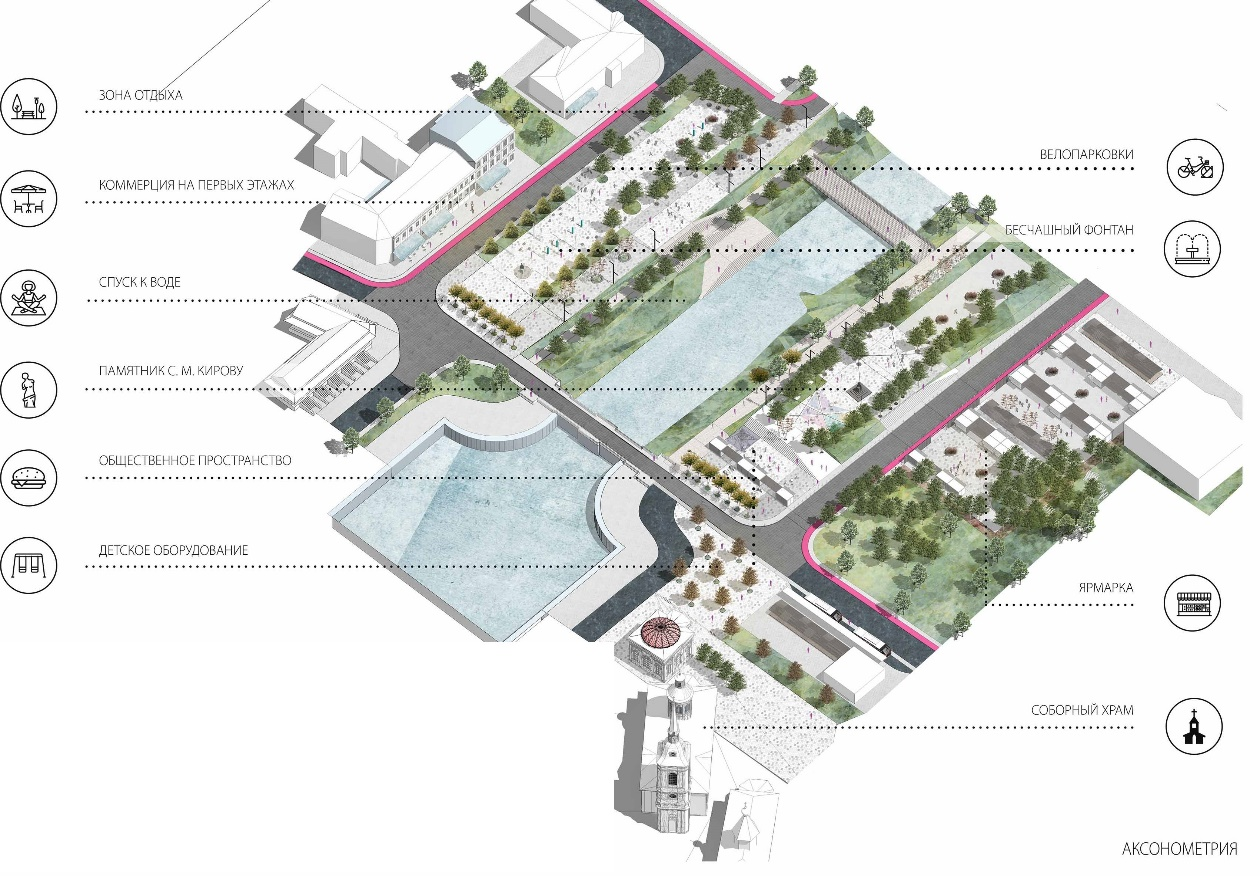 ЗОНА ОТДЫХА
КОММЕРЦИЯ НА ПЕРВЫХ ЭТАЖАХ
СПУСК К ВОДЕ
ПАМЯТНИК С. М. КИРОВУ
ОБЩЕСТВЕННОЕ ПРОСТРАНСТВО
ДЕТСКОЕ ОБОРУДОВАНИЕ
ВЕЛОПАРКОВКИ
БЕСЧАШНЫЙ ФОНТАН
ЯРМАРКА
СОБОРНЫЙ ХРАМ
АКСОНОМЕТРИЯ